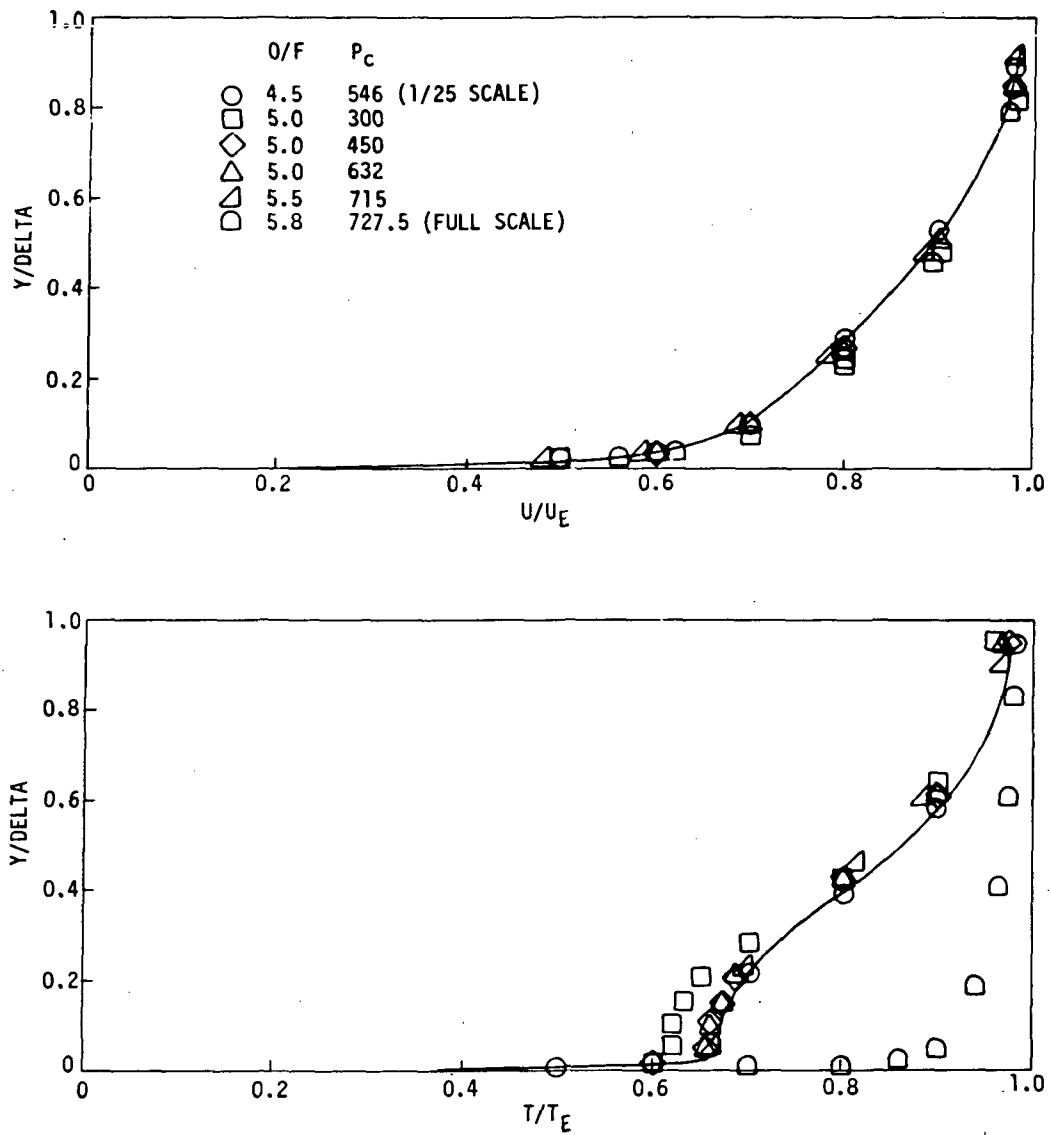 1.0
O/F P_C
4.5 546 (1/25 SCALE)
5.0 300
5.0 450
5.0 632
5.5 715
5.8 727.5 (FULL SCALE)
0.8
0.6
0.4
0.2
0
Y/DELTA
0 0.2 0.4 0.6 0.8 1.0
U/U_E
1.0
0.8
0.6
0.4
0.2
0
Y/DELTA
0 0.2 0.4 0.6 0.8 1.0
T/T_E